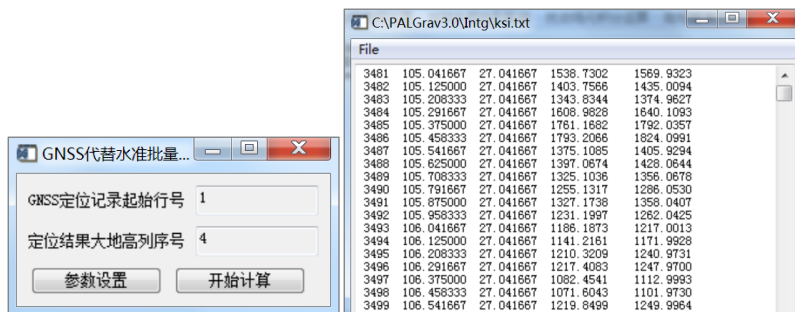 GNSS代替水准批量...
GNSS定位记录起始行号 1
定位结果大地高列序号 4
参数设置 开始计算
C:\PALGrav3.0\Intg\ksi.txt
File
3481 105.041667 27.041667 1538.7302 1569.9323
3482 105.125000 27.041667 1403.7566 1435.0094
3483 105.208333 27.041667 1343.8344 1374.9627
3484 105.291667 27.041667 1608.9828 1640.1093
3485 105.375000 27.041667 1761.1682 1792.0357
3486 105.458333 27.041667 1793.2066 1824.0991
3487 105.541667 27.041667 1375.1085 1405.9294
3488 105.625000 27.041667 1397.0674 1428.0644
3489 105.708333 27.041667 1325.1036 1356.0678
3490 105.791667 27.041667 1255.1317 1286.0530
3491 105.875000 27.041667 1327.1738 1358.0407
3492 105.958333 27.041667 1231.1997 1262.0425
3493 106.041667 27.041667 1186.1873 1217.0013
3494 106.125000 27.041667 1141.2161 1171.9928
3495 106.208333 27.041667 1210.3209 1240.9731
3496 106.291667 27.041667 1217.4083 1247.9700
3497 106.375000 27.041667 1082.4541 1112.9993
3498 106.458333 27.041667 1071.6043 1101.9730
3499 106.541667 27.041667 1219.8499 1249.9964